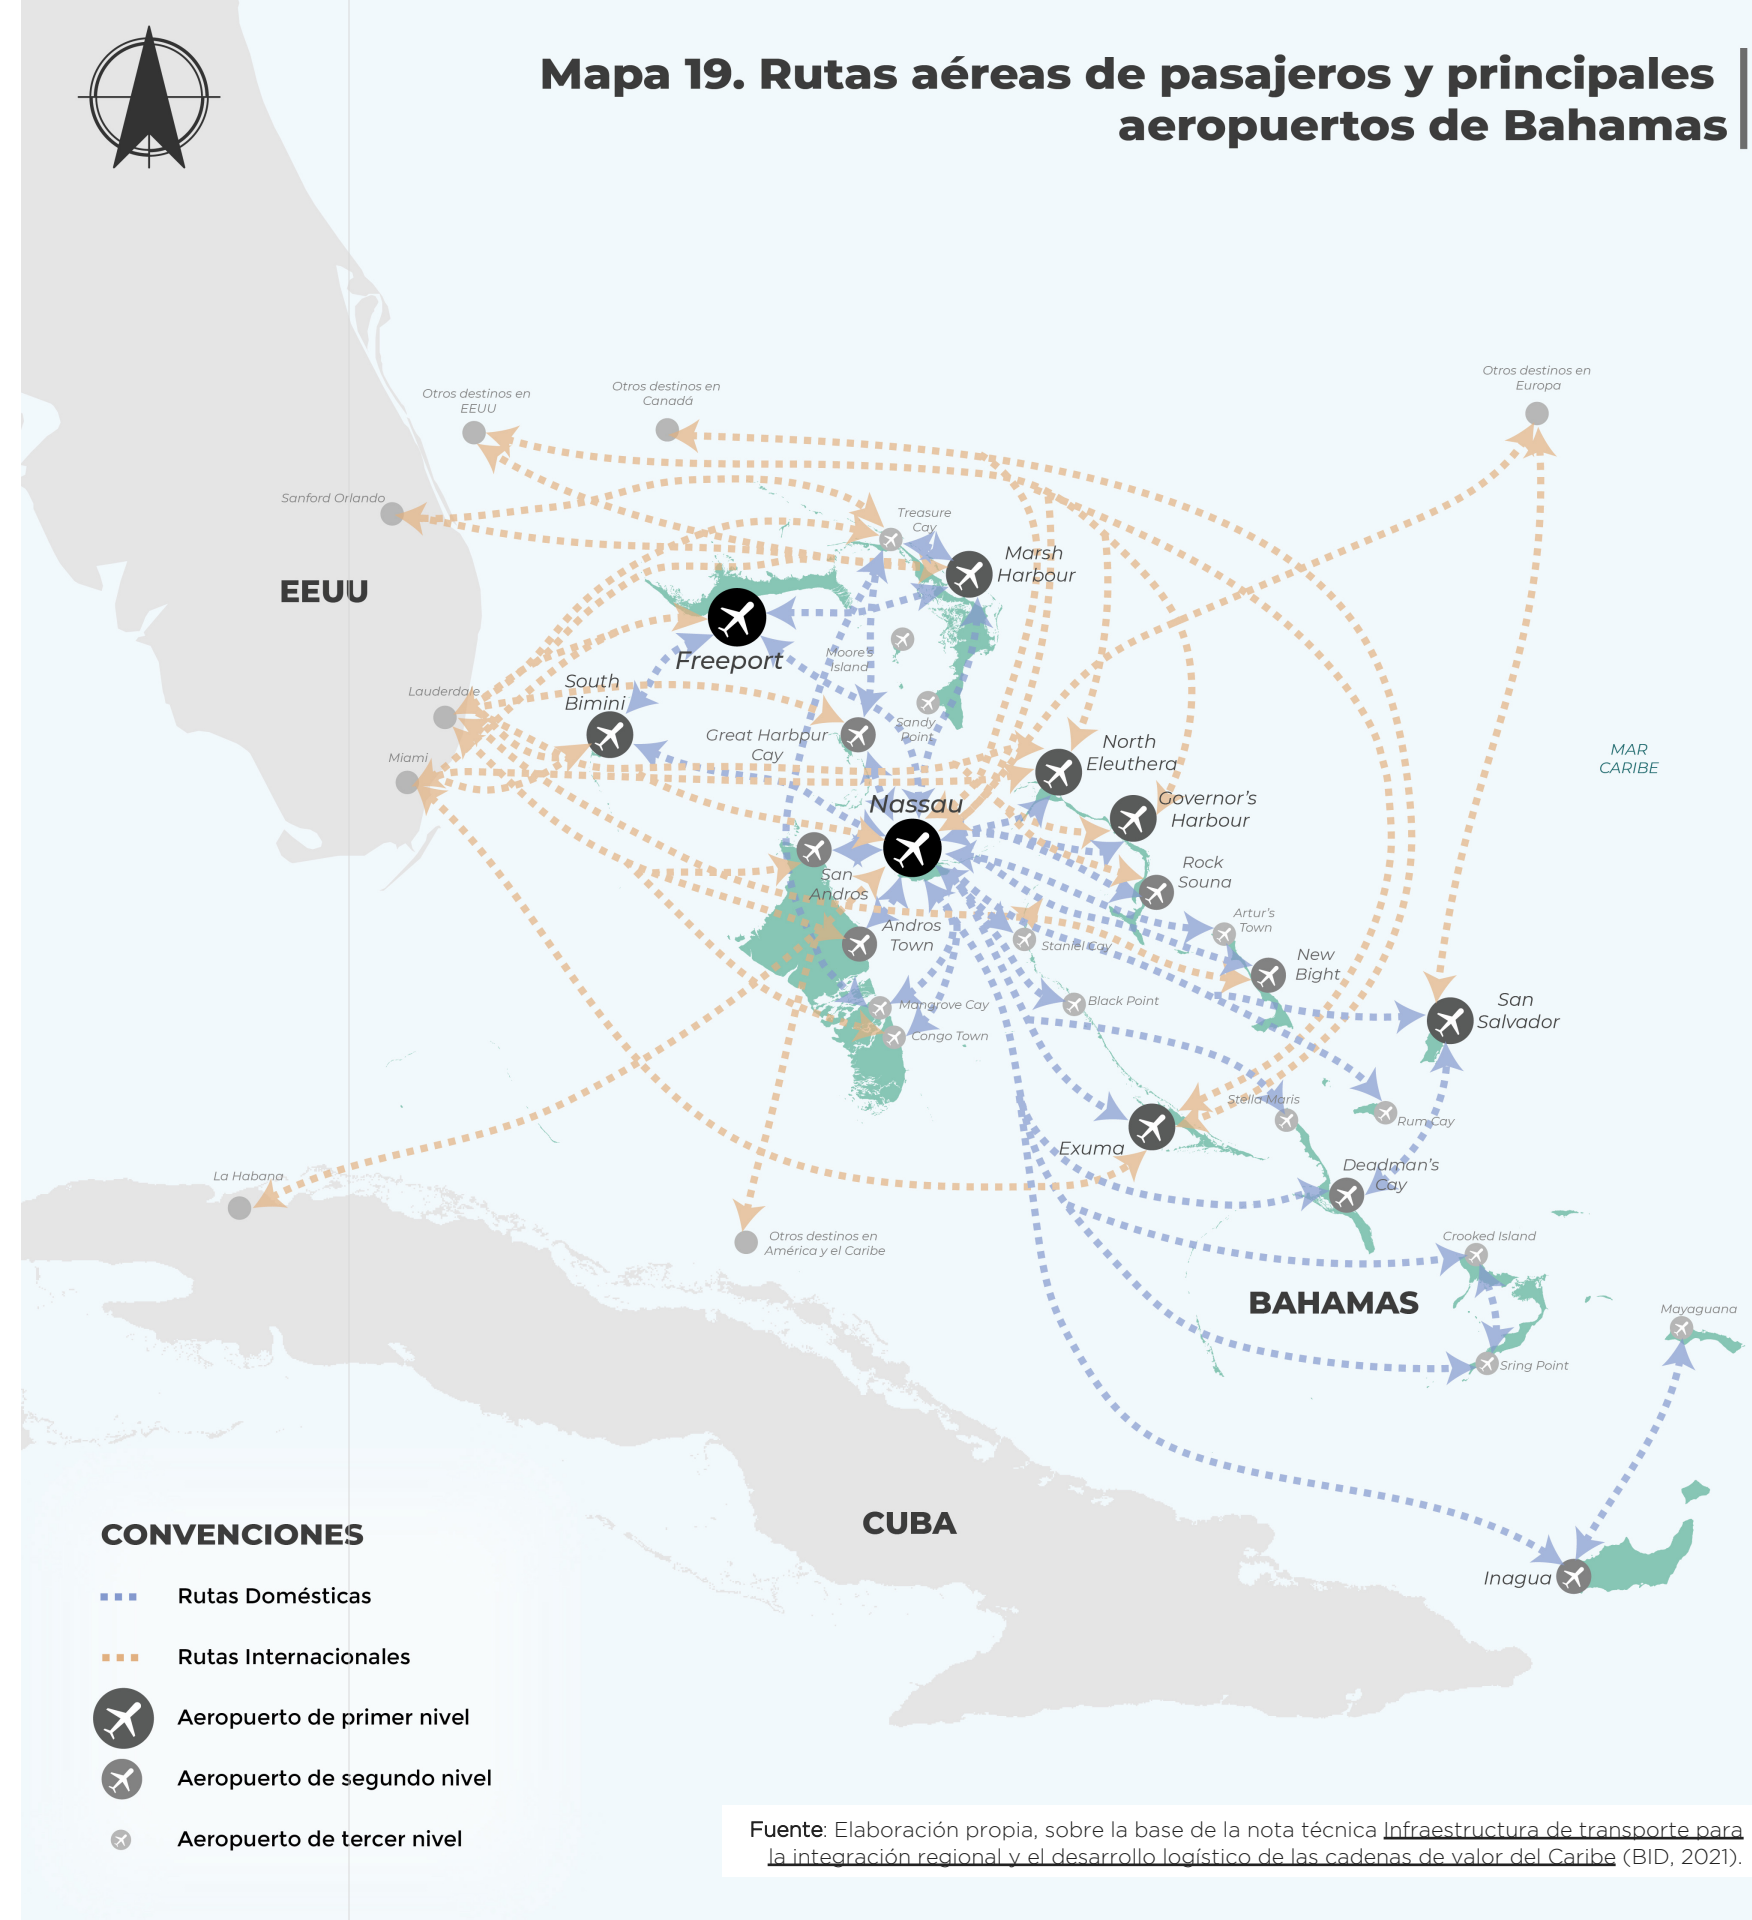 Mapa 19. Rutas aéreas de pasajeros y principales
aeropuertos de Bahamas
Otros destinos en
Europa
Otros destinos en
EEUU
Otros destinos en
Canadá
Sanford Orlando
Treasure
Cay
Marsh
Harbour
EEUU
Freeport
Moore's
Island
South
Bimini
Lauderdale
Sandy
Point
Great Harbpur
Cay
North
Eleuthera
MAR
CARIBE
Miami
Nassau
Governor's
Harbour
Rock
Souna
San
Andros
Artur's
Town
Andros
Town
Staniel Cay
New
Bight
Mangrove Cay
Black Point
San
Salvador
Congo Town
Stella Maris
Rum Cay
Exuma
Deadman's
Cay
La Habana
Otros destinos en
América y el Caribe
Crooked Island
BAHAMAS
Mayaguana
Sring Point
CUBA
Inagua
CONVENCIONES
Rutas Domésticas
Rutas Internacionales
Aeropuerto de primer nivel
Aeropuerto de segundo nivel
Aeropuerto de tercer nivel
Fuente: Elaboración propia, sobre la base de la nota técnica Infraestructura de transporte para
la integración regional y el desarrollo logístico de las cadenas de valor del Caribe (BID, 2021).